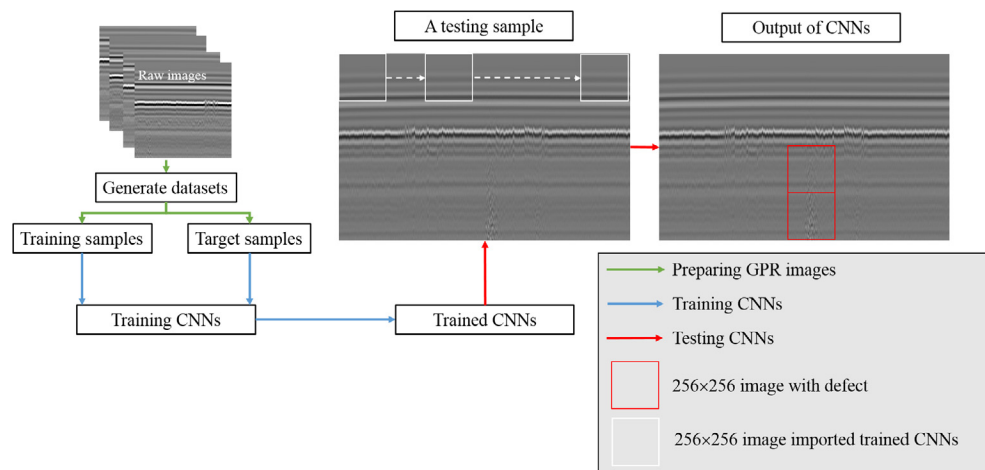 A testing sample
Output of CNNs
Raw images
Generate datasets
Training samples
Target samples
Training CNNs
Trained CNNs
Preparing GPR images
Training CNNs
Testing CNNs
256×256 image with defect
256×256 image imported trained CNNs